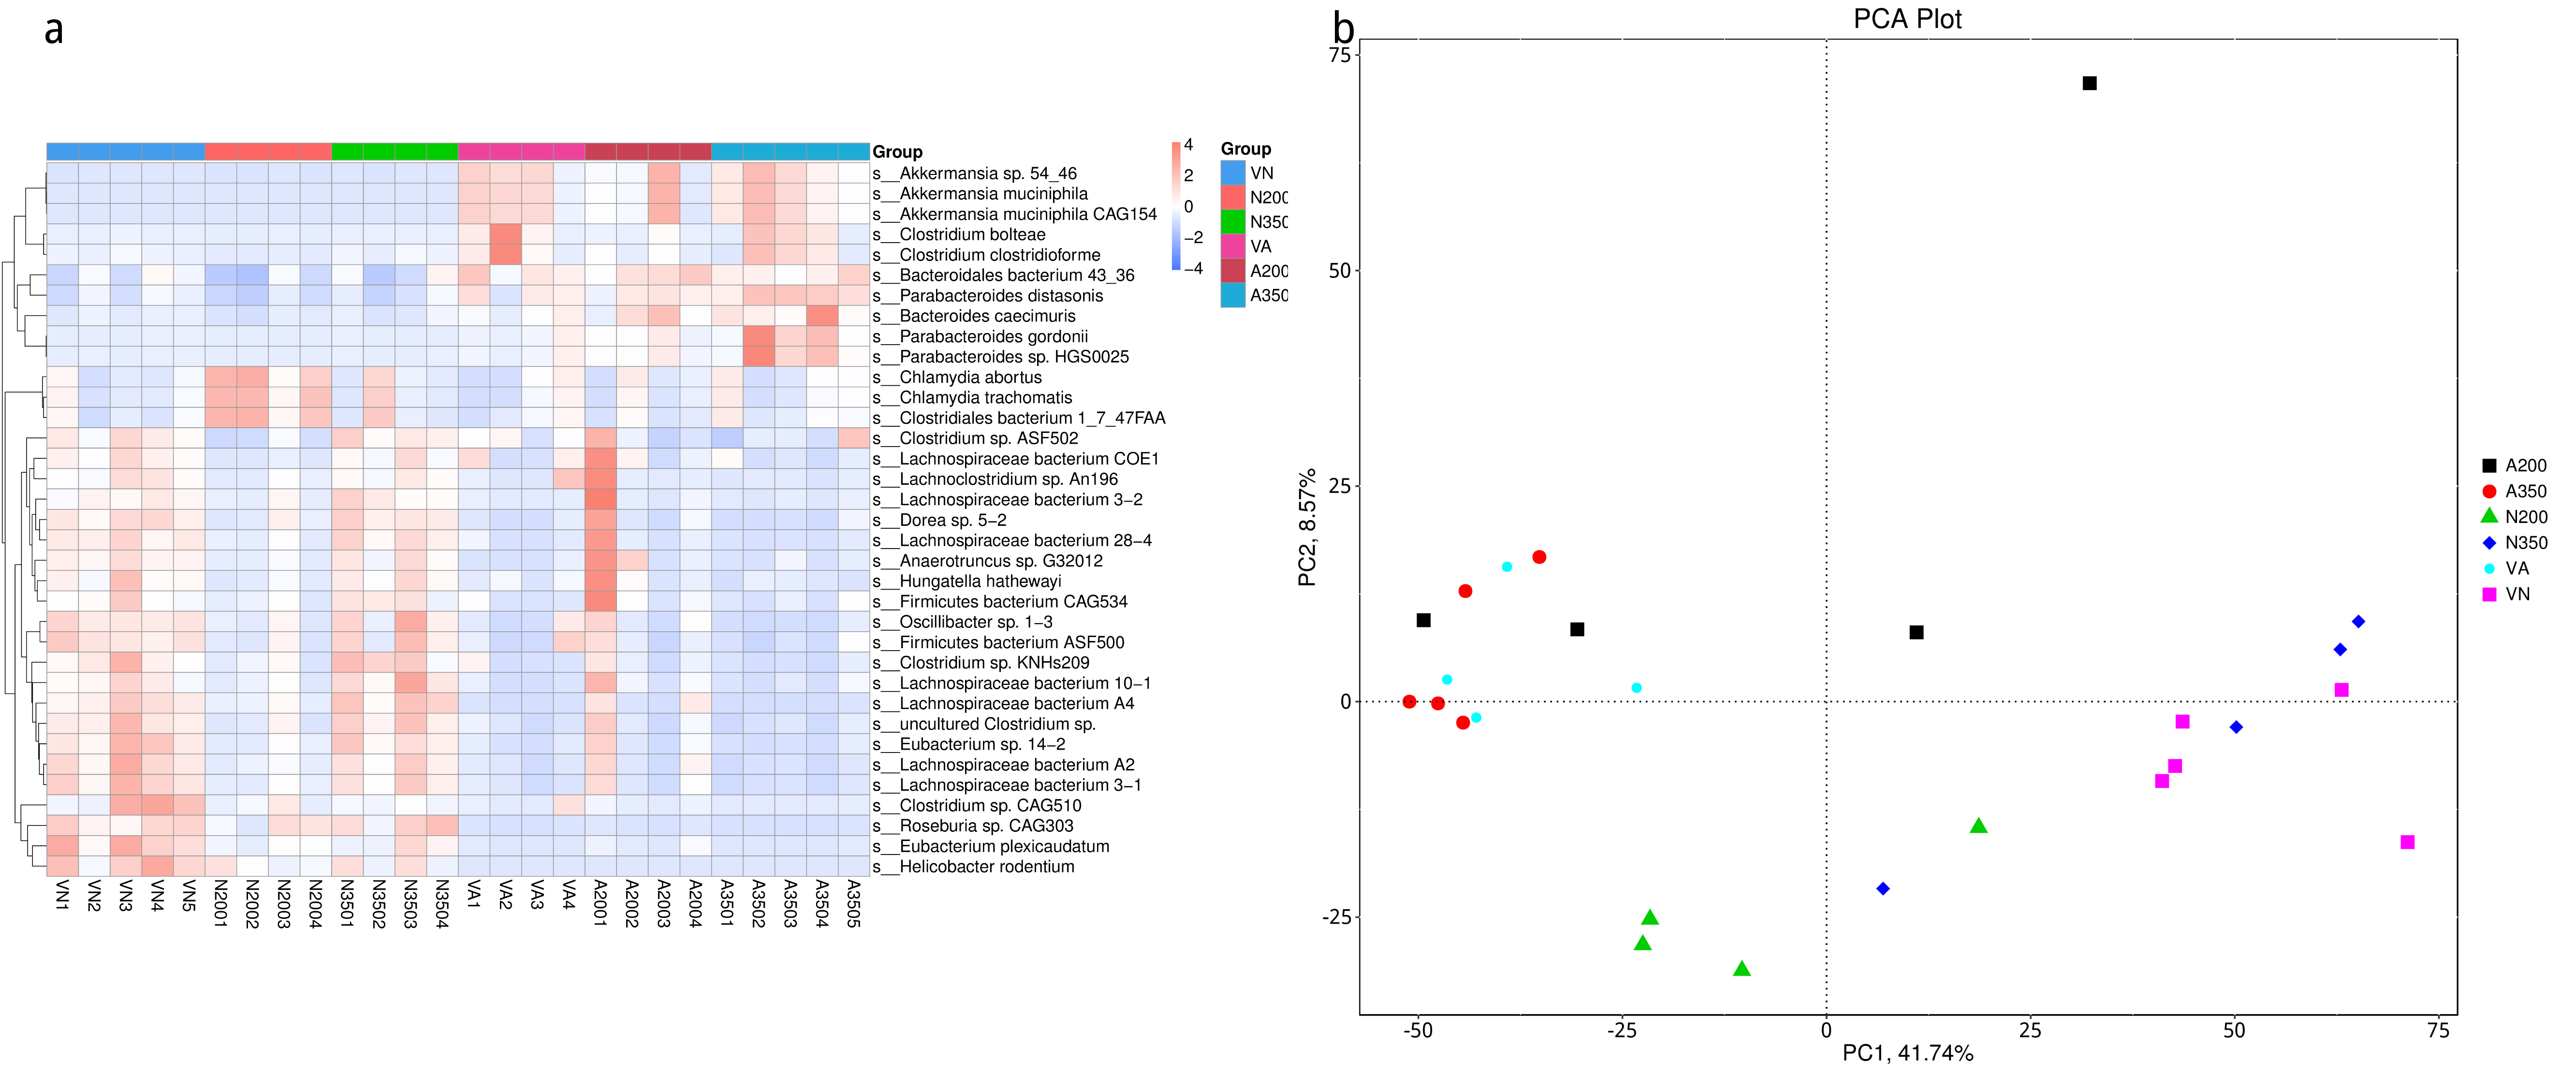 a
Group
s__Akkermansia sp. 54_46
s__Akkermansia muciniphila
s__Akkermansia muciniphila CAG154
s__Clostridium bolteae
s__Clostridium clostridioforme
s__Bacteroidales bacterium 43_36
s__Parabacteroides distasonis
s__Bacteroides caecimuris
s__Parabacteroides gordonii
s__Parabacteroides sp. HGS0025
s__Chlamydia abortus
s__Chlamydia trachomatis
s__Clostridiales bacterium 1_7_47FAA
s__Clostridium sp. ASF502
s__Lachnospiraceae bacterium COE1
s__Lachnoclostridium sp. An196
s__Lachnospiraceae bacterium 3−2
s__Dorea sp. 5−2
s__Lachnospiraceae bacterium 28−4
s__Anaerotruncus sp. G32012
s__Hungatella hathewayi
s__Firmicutes bacterium CAG534
s__Oscillibacter sp. 1−3
s__Firmicutes bacterium ASF500
s__Clostridium sp. KNHs209
s__Lachnospiraceae bacterium 10−1
s__Lachnospiraceae bacterium A4
s__uncultured Clostridium sp.
s__Eubacterium sp. 14−2
s__Lachnospiraceae bacterium A2
s__Lachnospiraceae bacterium 3−1
s__Clostridium sp. CAG510
s__Roseburia sp. CAG303
s__Eubacterium plexicaudatum
s__Helicobacter rodentium
VN1
VN2
VN3
VN4
VN5
N2001
N2002
N2003
N2004
N3501
N3502
N3503
N3504
VA1
VA2
VA3
VA4
A2001
A2002
A2003
A2004
A3501
A3502
A3503
A3504
A3505
4
2
0
−2
−4
Group
VN
N200
N350
VA
A200
A350
b
PCA Plot
75
50
25
0
-25
PC2, 8.57%
-50
-25
0
25
50
75
PC1, 41.74%
A200
A350
N200
N350
VA
VN